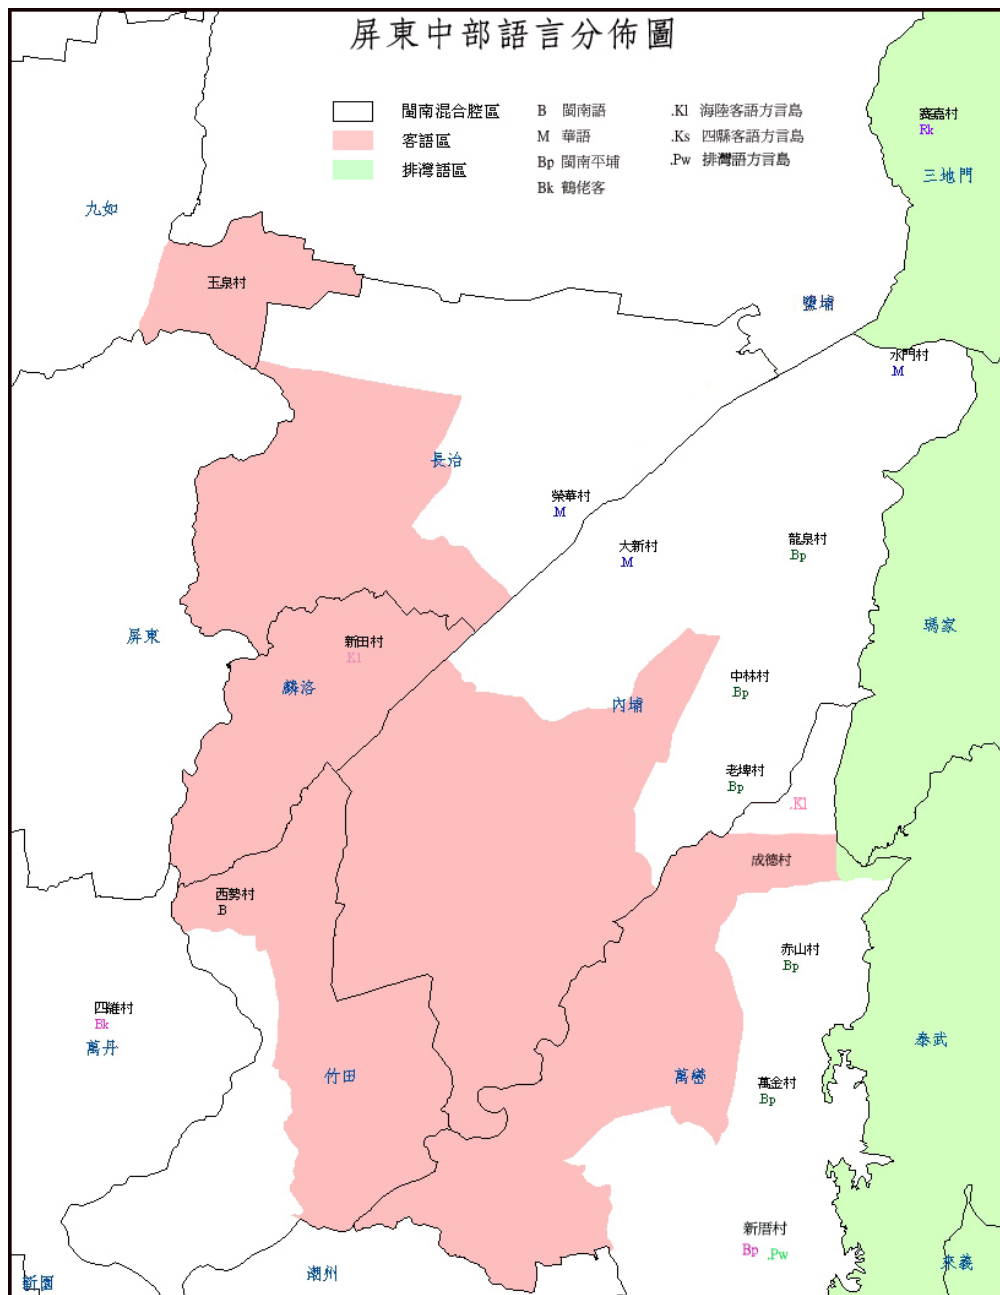 屏東中部語言分佈圖
閩南混合腔區
客語區
排灣語區
B 閩南語
M 華語
Bp 閩南平埔
Bk 鶴佬客
.Kl 海陸客語方言島
.Ks 四縣客語方言島
.Pw 排灣語方言島
賽嘉村
Rk
三地門
九如
玉泉村
鹽埔
水門村
.M
長治
榮華村
.M
大新村
.M
龍泉村
.Bp
屏東
新田村
.Kl
瑪家
麟洛
中林村
.Bp
內埔
老埤村
.Bp
.Kl
成德村
西勢村
B
赤山村
.Bp
四維村
Bk
萬丹
泰武
竹田
萬巒
萬金村
.Bp
新厝村
Bp .Pw
來義
潮州
新園